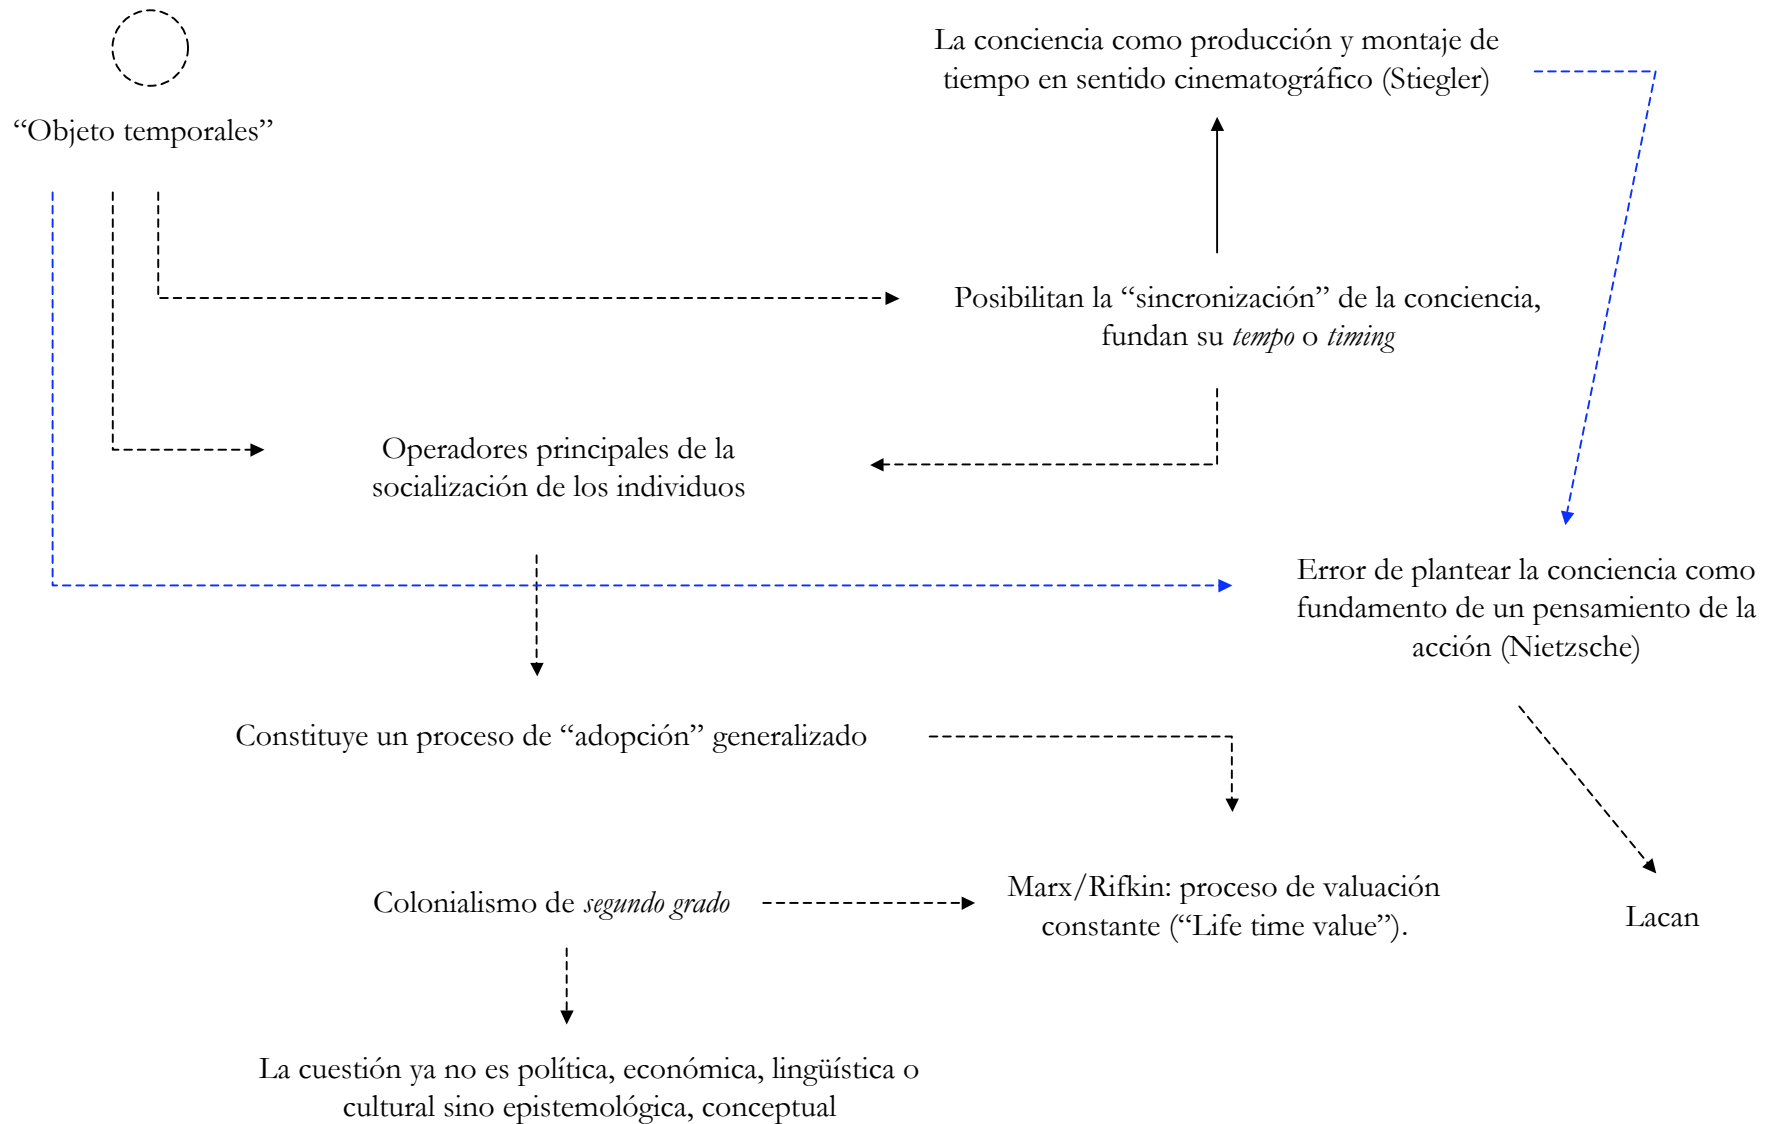 La conciencia como producción y montaje de
tiempo en sentido cinematográfico (Stiegler)
“Objeto temporales”
Posibilitan la “sincronización” de la conciencia,
fundan su tempo o timing
Operadores principales de la
socialización de los individuos
Error de plantear la conciencia como
fundamento de un pensamiento de la
acción (Nietzsche)
Constituye un proceso de “adopción” generalizado
Colonialismo de segundo grado
Marx/Rifkin: proceso de valuación
constante (“Life time value”).
Lacan
La cuestión ya no es política, económica, lingüística o
cultural sino epistemológica, conceptual